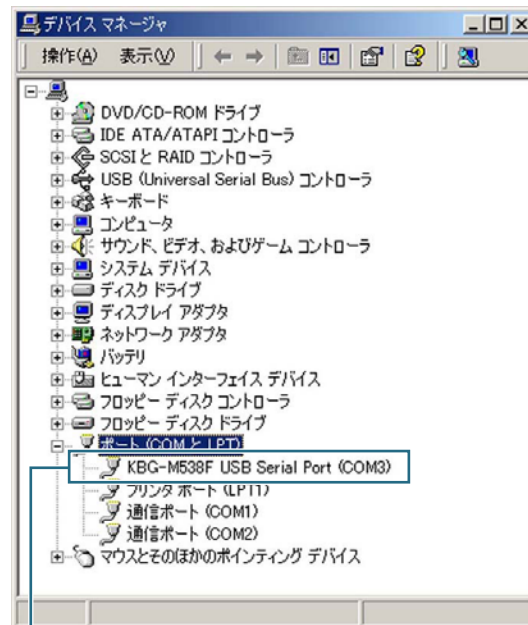 デバイス マネージャ
操作(A) 表示(V)
DVD/CD-ROM ドライブ
IDE ATA/ATAPI コントローラ
SCSI と RAID コントローラ
USB (Universal Serial Bus) コントローラ
キーボード
コンピュータ
サウンド、ビデオ、およびゲーム コントローラ
システム デバイス
ディスク ドライブ
ディスプレイ アダプタ
ネットワーク アダプタ
バッテリ
ヒューマン インターフェイス デバイス
フロッピー ディスク コントローラ
フロッピー ディスク ドライブ
ポート (COM と LPT)
KBG-M538F USB Serial Port (COM3)
プリンタ ポート (LPT1)
通信ポート (COM1)
通信ポート (COM2)
マウスとそのほかのポインティング デバイス